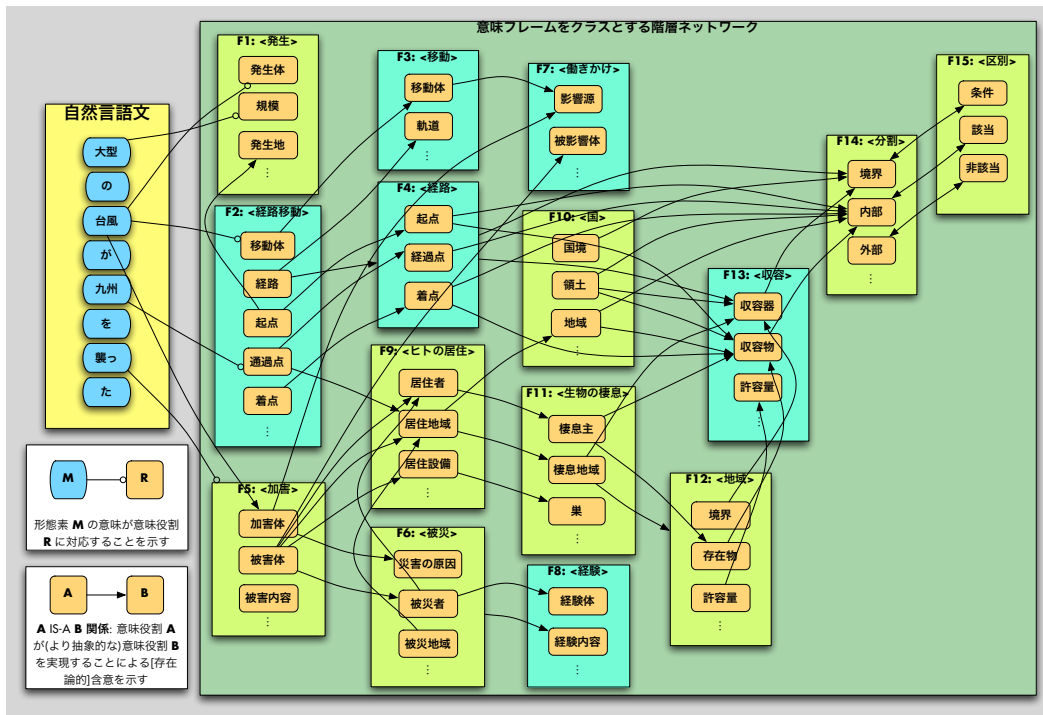 意味フレームをクラスとする階層ネットワーク
自然言語文
大型
の
台風
が
九州
を
襲っ
た
M
R
形態素 M の意味が意味役割
R に対応することを示す
A
B
A IS-A B 関係: 意味役割 A
が(より抽象的な)意味役割 B
を実現することによる[存在
論的]含意を示す
F1: <発生>
発生体
規模
発生地
⋮
F2: <経路移動>
移動体
経路
起点
通過点
着点
⋮
F5: <加害>
加害体
被害体
被害内容
⋮
F3: <移動>
移動体
軌道
⋮
F4: <経路>
起点
経過点
着点
⋮
F9: <ヒトの居住>
居住者
居住地域
居住設備
⋮
F6: <被災>
災害の原因
被災者
被災地域
⋮
F7: <働きかけ>
影響源
被影響体
⋮
F10: <国>
国境
領土
地域
⋮
F11: <生物の棲息>
棲息主
棲息地域
巣
⋮
F8: <経験>
経験体
経験内容
⋮
F13: <収容>
収容器
収容物
許容量
⋮
F12: <地域>
境界
存在物
許容量
⋮
F14: <分割>
境界
内部
外部
⋮
F15: <区別>
条件
該当
非該当
⋮